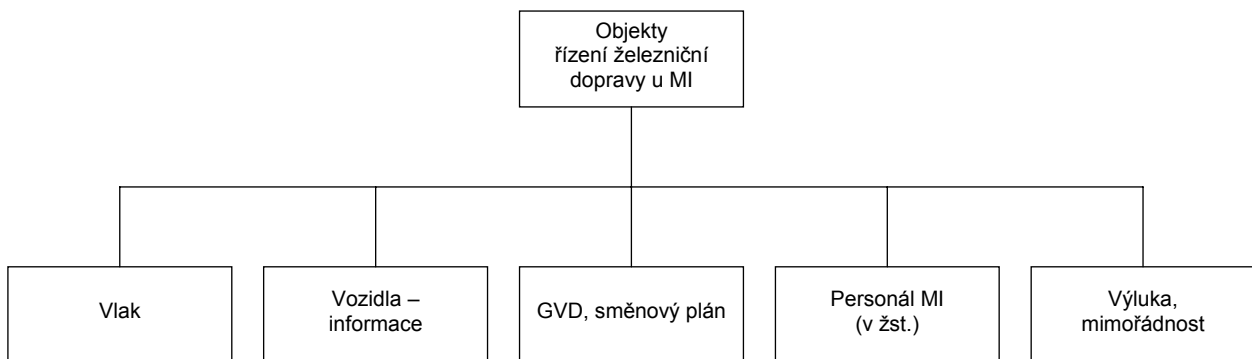 Objekty
řízení železniční
dopravy u MI
Vlak
Vozidla –
informace
GVD, směnový plán
Personál MI
(v žst.)
Výluka,
mimořádnost